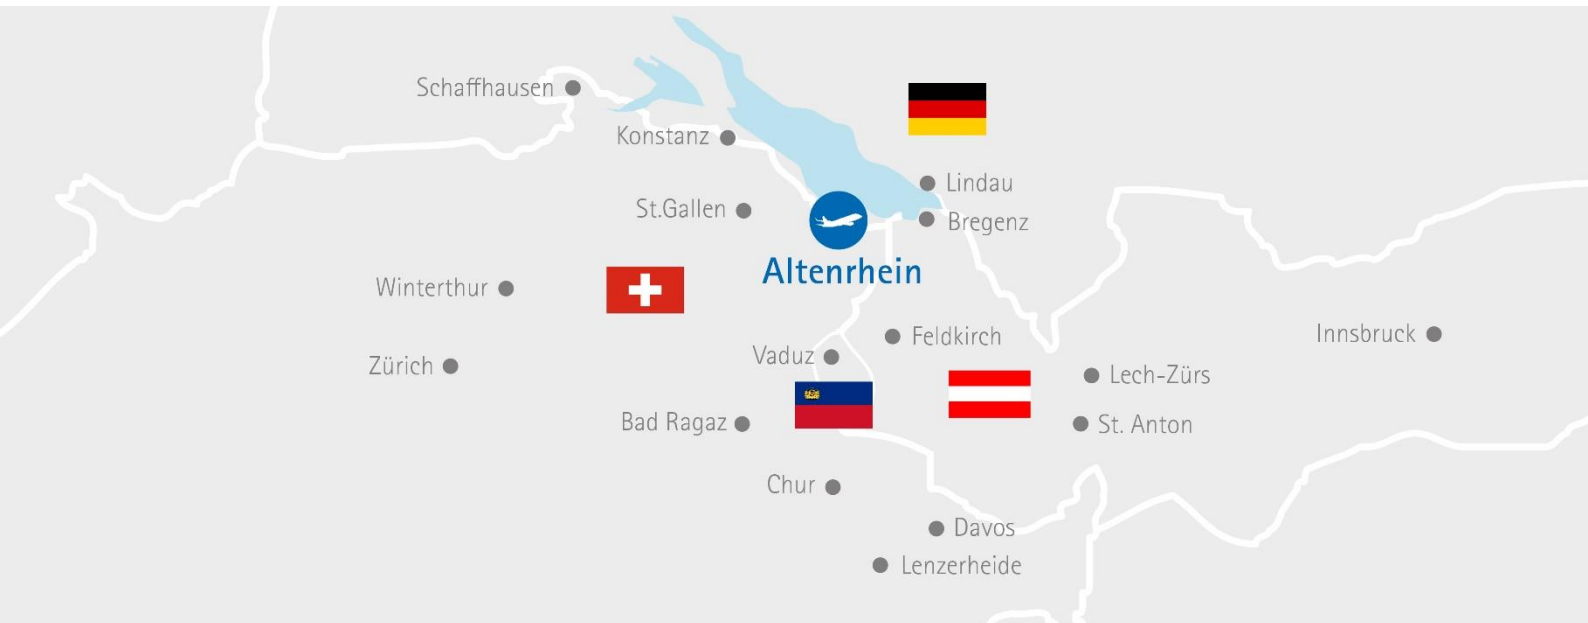 Schaffhausen
Konstanz
Lindau
St.Gallen
Bregenz
Altenrhein
Winterthur
Feldkirch
Innsbruck
Vaduz
Zürich
Lech-Zürs
Bad Ragaz
St. Anton
Chur
Davos
Lenzerheide